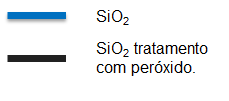 SiO₂
SiO₂ tratamento
com peróxido.